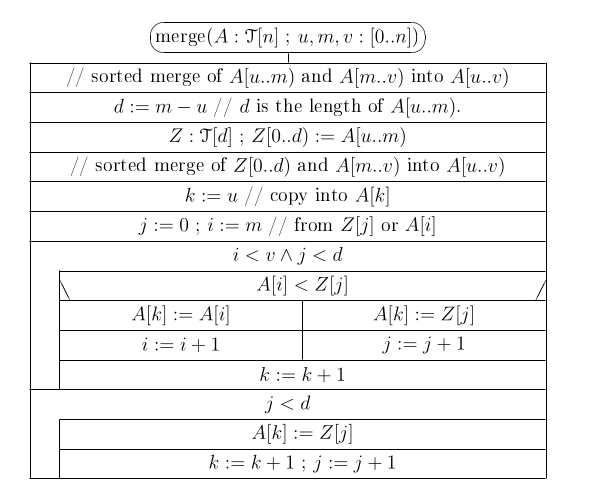 merge(A : 𝔗[n] ; u, m, v : [0..n])
// sorted merge of A[u..m) and A[m..v) into A[u..v)
d := m − u // d is the length of A[u..m).
Z : 𝔗[d] ; Z[0..d) := A[u..m)
// sorted merge of Z[0..d) and A[m..v) into A[u..v)
k := u // copy into A[k]
j := 0 ; i := m // from Z[j] or A[i]
i < v ∧ j < d
A[i] < Z[j]
A[k] := A[i] A[k] := Z[j]
i := i + 1 j := j + 1
k := k + 1
j < d
A[k] := Z[j]
k := k + 1 ; j := j + 1